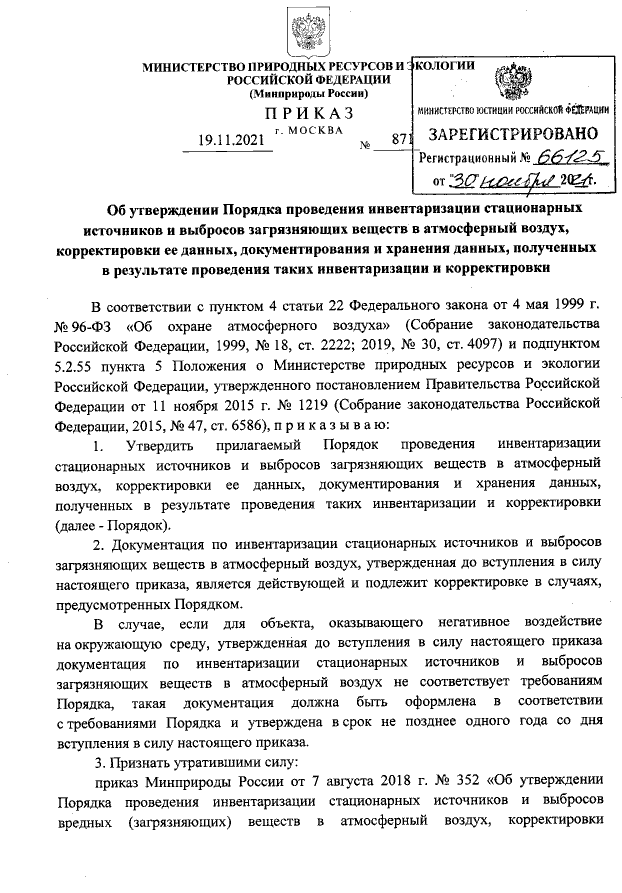 МИНИСТЕРСТВО ПРИРОДНЫХ РЕСУРСОВ И ЭКОЛОГИИ
РОССИЙСКОЙ ФЕДЕРАЦИИ
(Минприроды России)
П Р И К А З
г. МОСКВА
19.11.2021 № 871
МИНИСТЕРСТВО ЮСТИЦИИ РОССИЙСКОЙ ФЕДЕРАЦИИ
ЗАРЕГИСТРИРОВАНО
Регистрационный № 66125
от "30 ноября 2021г.
Об утверждении Порядка проведения инвентаризации стационарных
источников и выбросов загрязняющих веществ в атмосферный воздух,
корректировки ее данных, документирования и хранения данных, полученных
в результате проведения таких инвентаризации и корректировки
В соответствии с пунктом 4 статьи 22 Федерального закона от 4 мая 1999 г.
№ 96-ФЗ «Об охране атмосферного воздуха» (Собрание законодательства
Российской Федерации, 1999, № 18, ст. 2222; 2019, № 30, ст. 4097) и подпунктом
5.2.55 пункта 5 Положения о Министерстве природных ресурсов и экологии
Российской Федерации, утвержденного постановлением Правительства Российской
Федерации от 11 ноября 2015 г. № 1219 (Собрание законодательства Российской
Федерации, 2015, № 47, ст. 6586), п р и к а з ы в а ю:
1. Утвердить прилагаемый Порядок проведения инвентаризации
стационарных источников и выбросов загрязняющих веществ в атмосферный
воздух, корректировки ее данных, документирования и хранения данных,
полученных в результате проведения таких инвентаризации и корректировки
(далее - Порядок).
2. Документация по инвентаризации стационарных источников и выбросов
загрязняющих веществ в атмосферный воздух, утвержденная до вступления в силу
настоящего приказа, является действующей и подлежит корректировке в случаях,
предусмотренных Порядком.
В случае, если для объекта, оказывающего негативное воздействие
на окружающую среду, утвержденная до вступления в силу настоящего приказа
документация по инвентаризации стационарных источников и выбросов
загрязняющих веществ в атмосферный воздух не соответствует требованиям
Порядка, такая документация должна быть оформлена в соответствии
с требованиями Порядка и утверждена в срок не позднее одного года со дня
вступления в силу настоящего приказа.
3. Признать утратившими силу:
приказ Минприроды России от 7 августа 2018 г. № 352 «Об утверждении
Порядка проведения инвентаризации стационарных источников и выбросов
вредных (загрязняющих) веществ в атмосферный воздух, корректировки